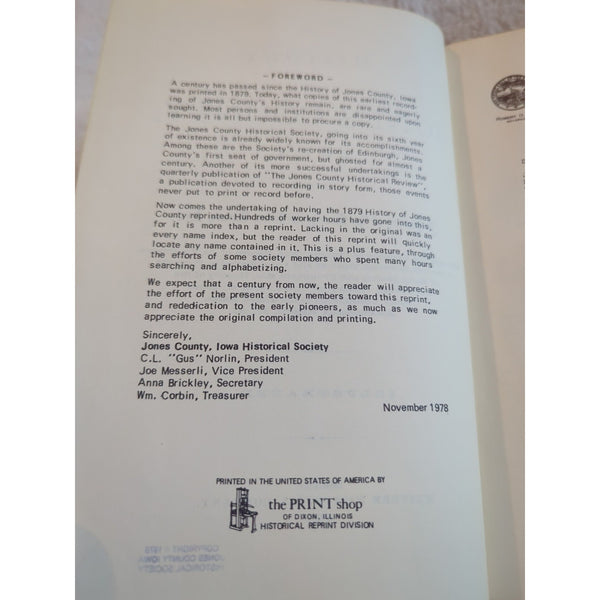 — FOREWORD —
A century has passed since the History of Jones County, Iowa
was printed in 1879. Today, what copies of this earliest record-
ing of Jones County's History remain, are rare and eagerly
sought. Most persons and institutions are disappointed upon
learning it is all but impossible to procure a copy.
The Jones County Historical Society, going into its sixth year
of existence is already widely known for its accomplishments.
Among these are the Society's re-creation of Edinburgh, Jones
County's first seat of government, but ghosted for almost a
century. Another of its more successful undertakings is the
quarterly publication of "The Jones County Historical Review",
a publication devoted to recording in story form, those events
never put to print or record before.
Now comes the undertaking of having the 1879 History of Jones
County reprinted. Hundreds of worker hours have gone into this,
for it is more than a reprint. Lacking in the original was an
every name index, but the reader of this reprint will quickly
locate any name contained in it. This is a plus feature, through
the efforts of some society members who spent many hours
searching and alphabetizing.
We expect that a century from now, the reader will appreciate
the effort of the present society members toward this reprint,
and rededication to the early pioneers, as much as we now
appreciate the original compilation and printing.
Sincerely,
Jones County, Iowa Historical Society
C.L. "Gus" Norlin, President
Joe Messerli, Vice President
Anna Brickley, Secretary
Wm. Corbin, Treasurer
November 1978
PRINTED IN THE UNITED STATES OF AMERICA BY
the PRINT shop
OF DIXON, ILLINOIS
HISTORICAL REPRINT DIVISION
COPYRIGHT © 1978
JONES COUNTY IOWA
HISTORICAL SOCIETY